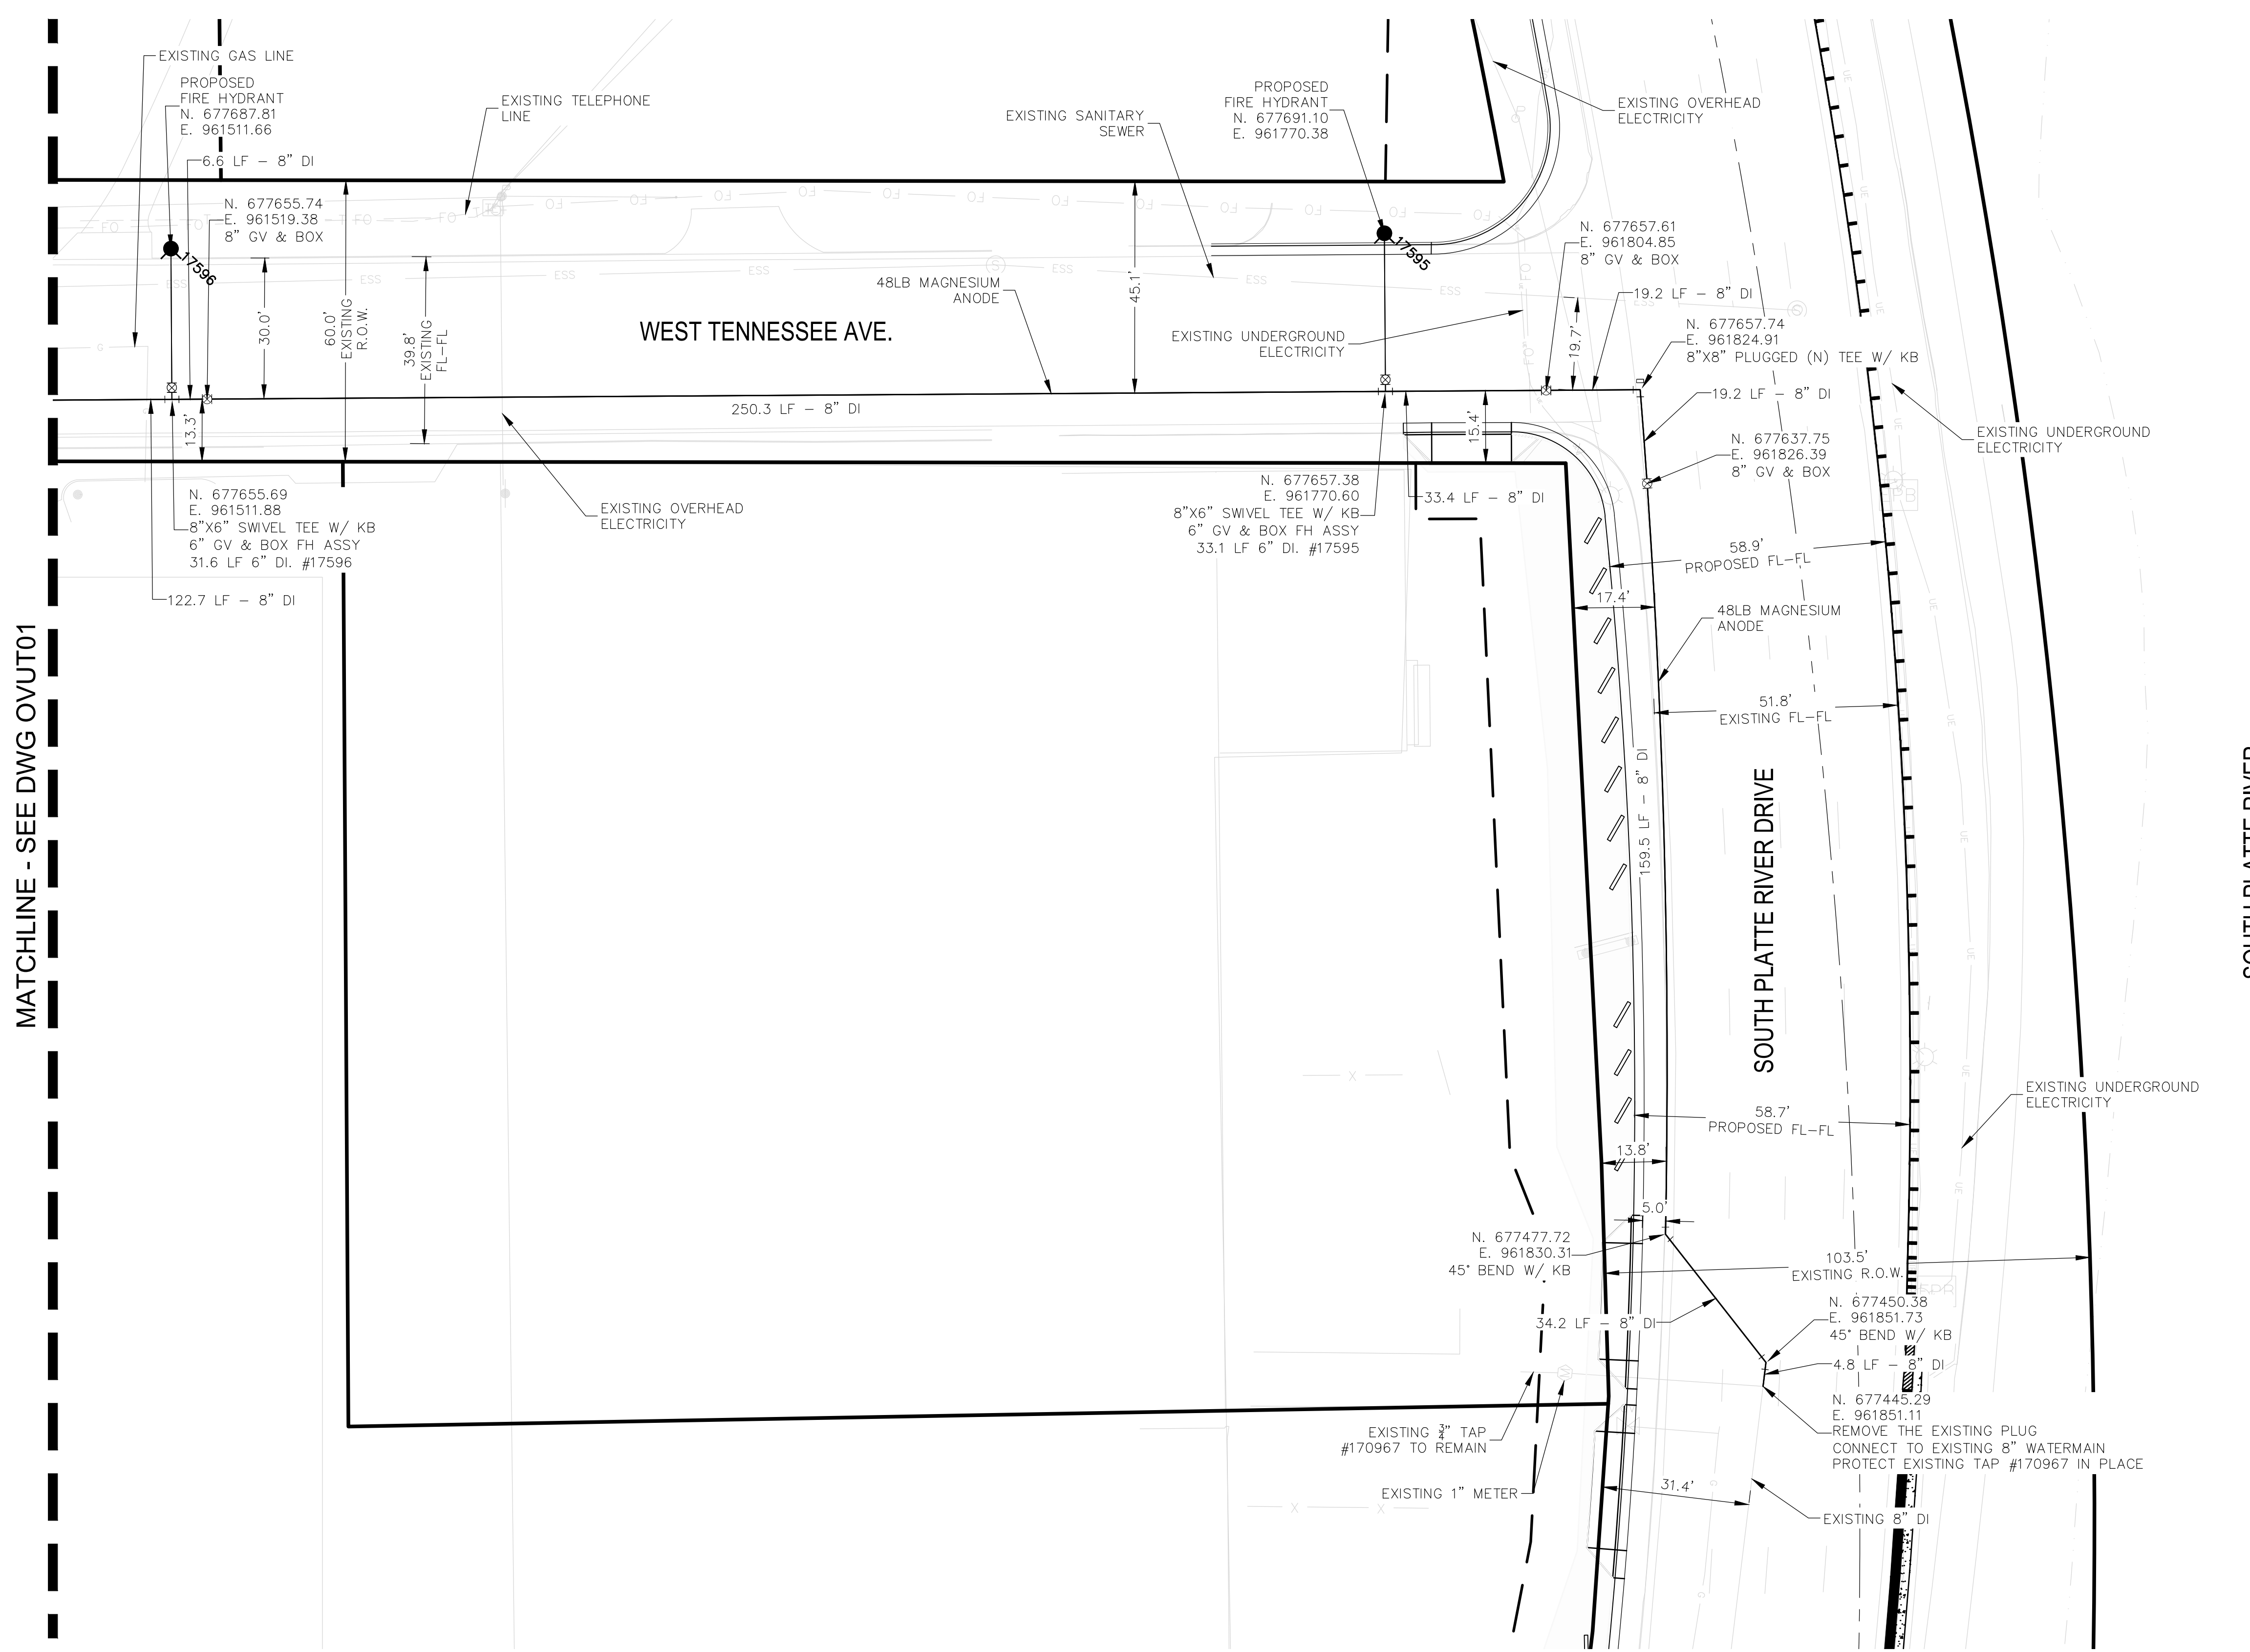 EXISTING GAS LINE
PROPOSED
FIRE HYDRANT
N. 677687.81
E. 961511.66
6.6 LF – 8" DI
N. 677655.74
E. 961519.38
8" GV & BOX
17596
EXISTING TELEPHONE
LINE
EXISTING SANITARY
SEWER
PROPOSED
FIRE HYDRANT
N. 677691.10
E. 961770.38
17595
EXISTING OVERHEAD
ELECTRICITY
48LB MAGNESIUM
ANODE
WEST TENNESSEE AVE.
30.0'
60.0'
EXISTING
R.O.W.
39.8'
EXISTING
FL–FL
45.1'
13.3'
250.3 LF – 8" DI
EXISTING UNDERGROUND
ELECTRICITY
19.7'
N. 677657.61
E. 961804.85
8" GV & BOX
19.2 LF – 8" DI
N. 677657.74
E. 961824.91
8"X8" PLUGGED (N) TEE W/ KB
19.2 LF – 8" DI
N. 677637.75
E. 961826.39
8" GV & BOX
EXISTING UNDERGROUND
ELECTRICITY
15.4'
33.4 LF – 8" DI
N. 677655.69
E. 961511.88
8"X6" SWIVEL TEE W/ KB
6" GV & BOX FH ASSY
31.6 LF 6" DI. #17596
122.7 LF – 8" DI
EXISTING OVERHEAD
ELECTRICITY
N. 677657.38
E. 961770.60
8"X6" SWIVEL TEE W/ KB
6" GV & BOX FH ASSY
33.1 LF 6" DI. #17595
58.9'
PROPOSED FL–FL
17.4'
48LB MAGNESIUM
ANODE
51.8'
EXISTING FL–FL
MATCHLINE - SEE DWG OVUT01
159.5 LF – 8" DI
SOUTH PLATTE RIVER DRIVE
SOUTH PLATTE RIVER
58.7'
PROPOSED FL–FL
EXISTING UNDERGROUND
ELECTRICITY
13.8'
5.0'
N. 677477.72
E. 961830.31
45° BEND W/ KB
103.5'
EXISTING R.O.W.
34.2 LF – 8" DI
N. 677450.38
E. 961851.73
45° BEND W/ KB
4.8 LF – 8" DI
N. 677445.29
E. 961851.11
REMOVE THE EXISTING PLUG
CONNECT TO EXISTING 8" WATERMAIN
PROTECT EXISTING TAP #170967 IN PLACE
EXISTING ¾" TAP
#170967 TO REMAIN
EXISTING 1" METER
31.4'
EXISTING 8" DI